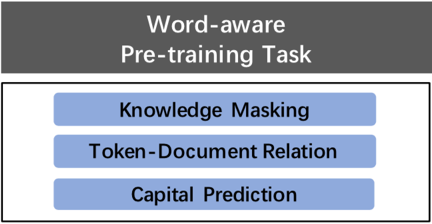 Word-aware
Pre-training Task
Knowledge Masking
Token-Document Relation
Capital Prediction